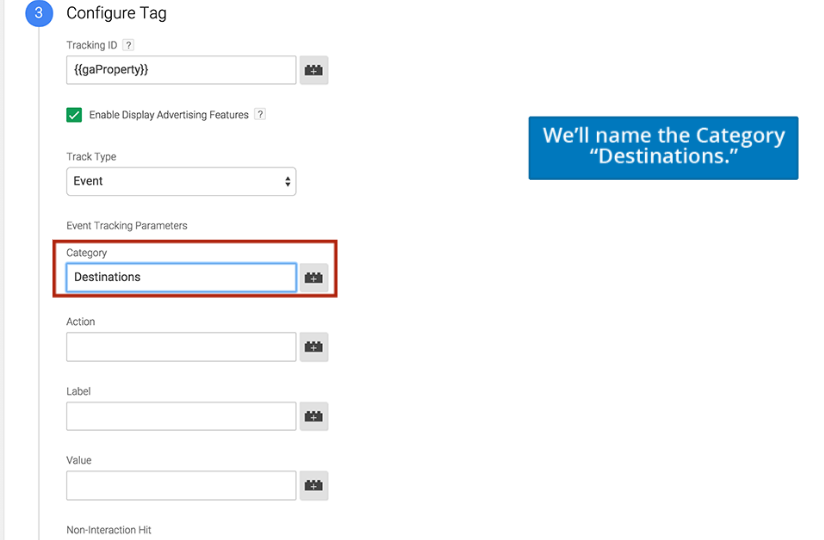 3 Configure Tag
Tracking ID ?
{{gaProperty}}
Enable Display Advertising Features ?
We'll name the Category
“Destinations.”
Track Type
Event
Event Tracking Parameters
Category
Destinations
Action
Label
Value
Non-Interaction Hit